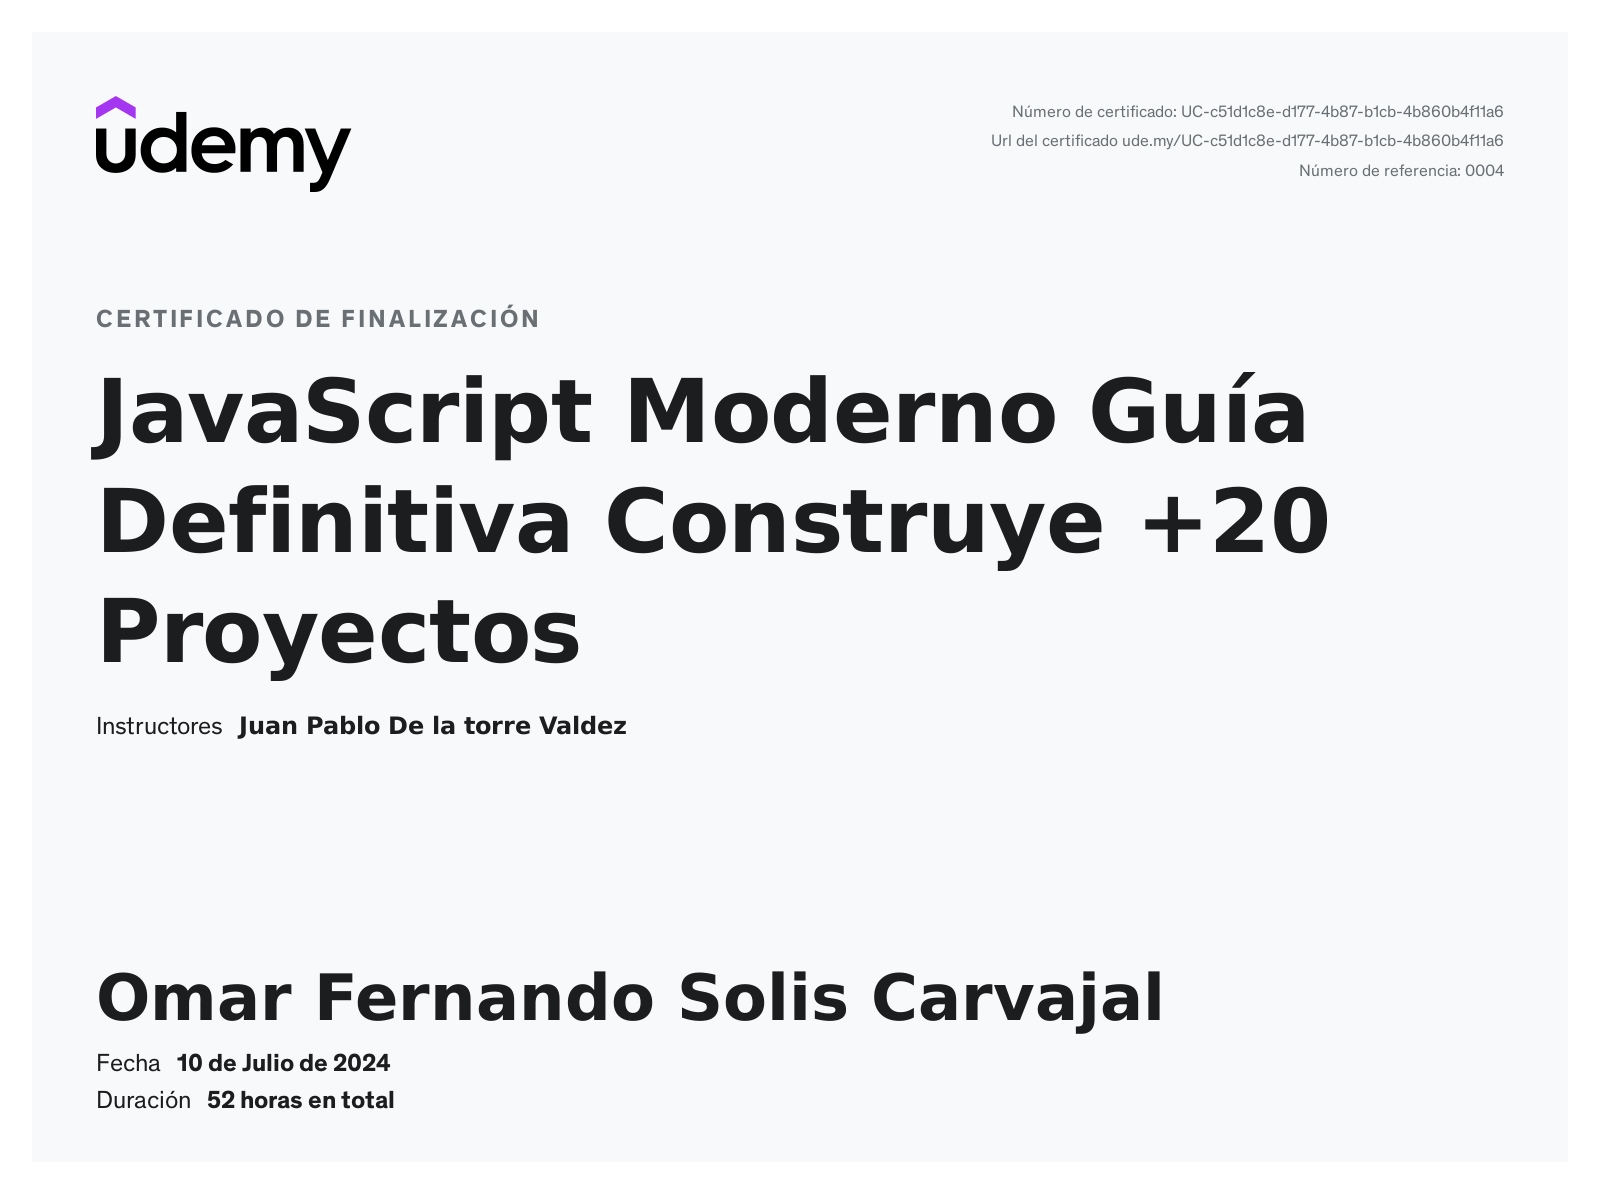 udemy
Número de certificado: UC-c51d1c8e-d177-4b87-b1cb-4b860b4f11a6
Url del certificado ude.my/UC-c51d1c8e-d177-4b87-b1cb-4b860b4f11a6
Número de referencia: 0004
CERTIFICADO DE FINALIZACIÓN
JavaScript Moderno Guía
Definitiva Construye +20
Proyectos
Instructores Juan Pablo De la torre Valdez
Omar Fernando Solis Carvajal
Fecha 10 de Julio de 2024
Duración 52 horas en total